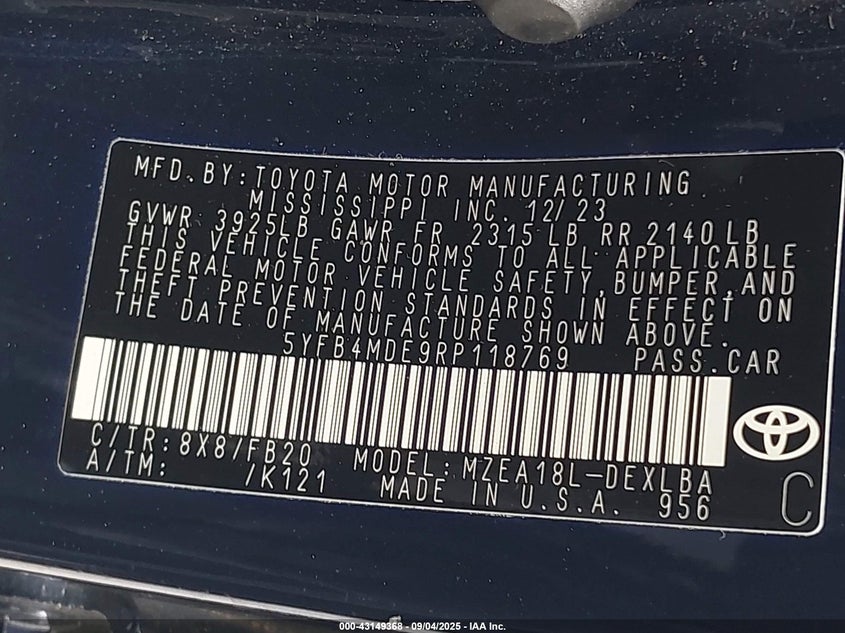 MFD. BY: TOYOTA MOTOR MANUFACTURING
MISSISSIPPI INC. 12/23
GVWR 3925LB GAWR FR 2315 LB RR 2140 LB
THIS VEHICLE CONFORMS TO ALL APPLICABLE
FEDERAL MOTOR VEHICLE SAFETY, BUMPER, AND
THEFT PREVENTION STANDARDS IN EFFECT ON
THE DATE OF MANUFACTURE SHOWN ABOVE.
5YFB4MDE9RP118769 PASS. CAR
C/TR: 8X8/FB20 MODEL: MZEA18L-DEXLBA
A/TM: /K121 MADE IN U.S.A. 956
C
000-43149368 - 09/04/2025 - IAA Inc.